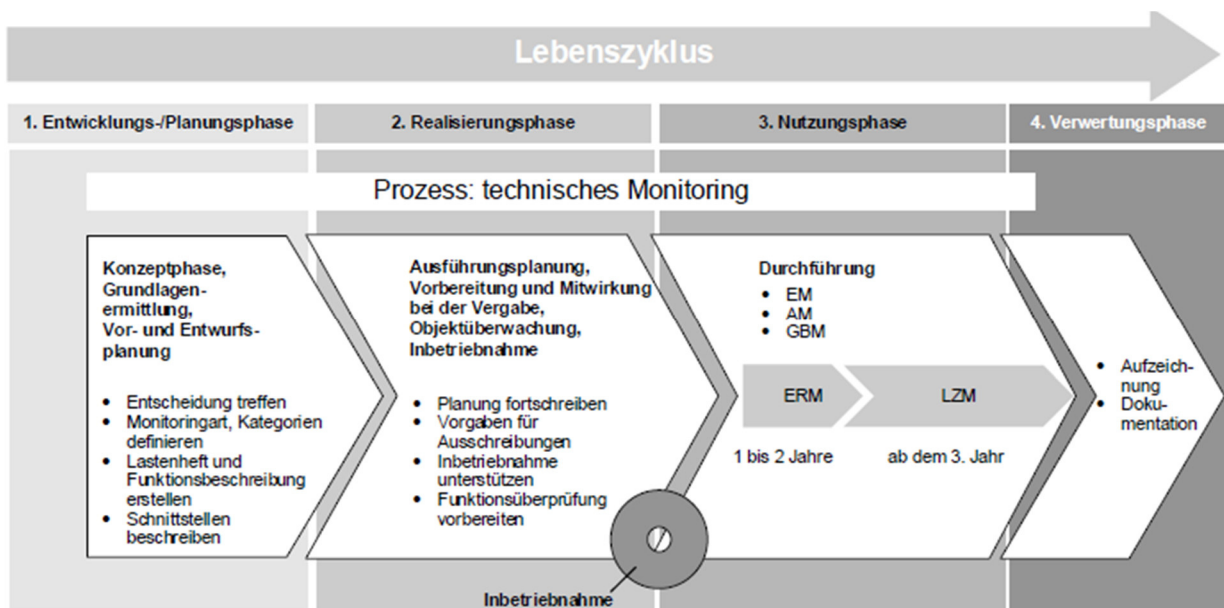 Lebenszyklus
1. Entwicklungs-/Planungsphase
2. Realisierungsphase
3. Nutzungsphase
4. Verwertungsphase
Prozess: technisches Monitoring
Konzeptphase,
Grundlagen-
ermittlung,
Vor- und Entwurfs-
planung
• Entscheidung treffen
• Monitoringart, Kategorien
definieren
• Lastenheft und
Funktionsbeschreibung
erstellen
• Schnittstellen
beschreiben
Ausführungsplanung,
Vorbereitung und Mitwirkung
bei der Vergabe,
Objektüberwachung,
Inbetriebnahme
• Planung fortschreiben
• Vorgaben für
Ausschreibungen
• Inbetriebnahme
unterstützen
• Funktionsüberprüfung
vorbereiten
Inbetriebnahme
Durchführung
• EM
• AM
• GBM
ERM
LZM
1 bis 2 Jahre
ab dem 3. Jahr
• Aufzeich-
nung
• Doku-
mentation